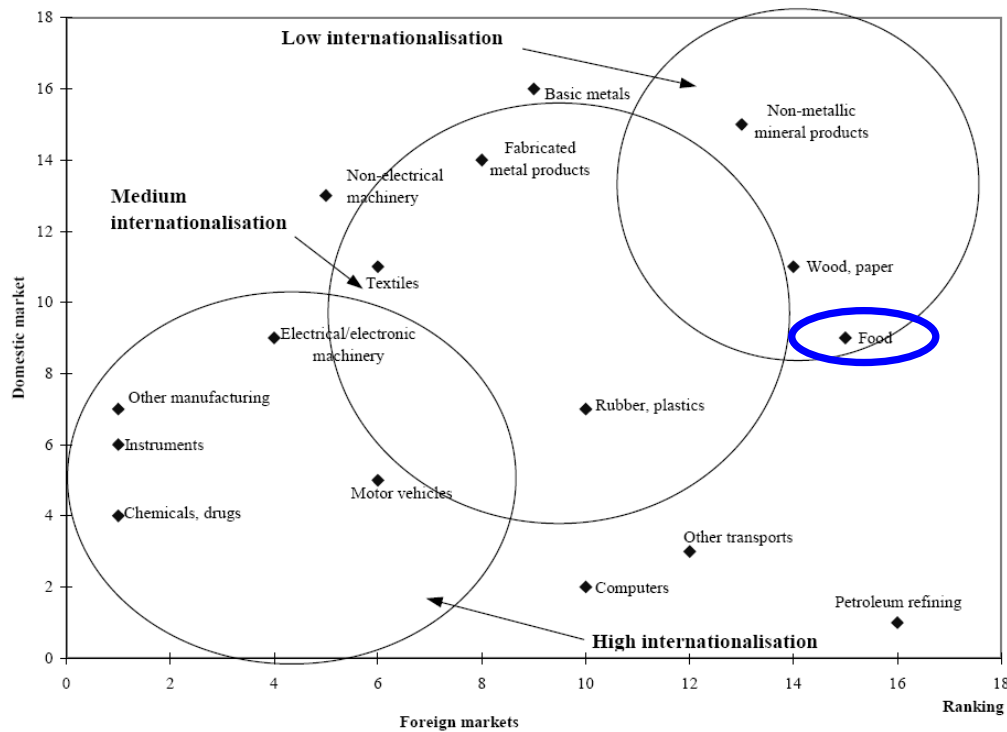 18
Low internationalisation
16
Basic metals
Non-metallic
mineral products
Fabricated
metal products
14
Non-electrical
machinery
Medium
internationalisation
12
Textiles
Wood, paper
10
Electrical/electronic
machinery
Food
8
Other manufacturing
Rubber, plastics
6
Instruments
Motor vehicles
4
Chemicals, drugs
Other transports
2
Computers
Petroleum refining
High internationalisation
0
Domestic market
0 2 4 6 8 10 12 14 16 18
Ranking
Foreign markets